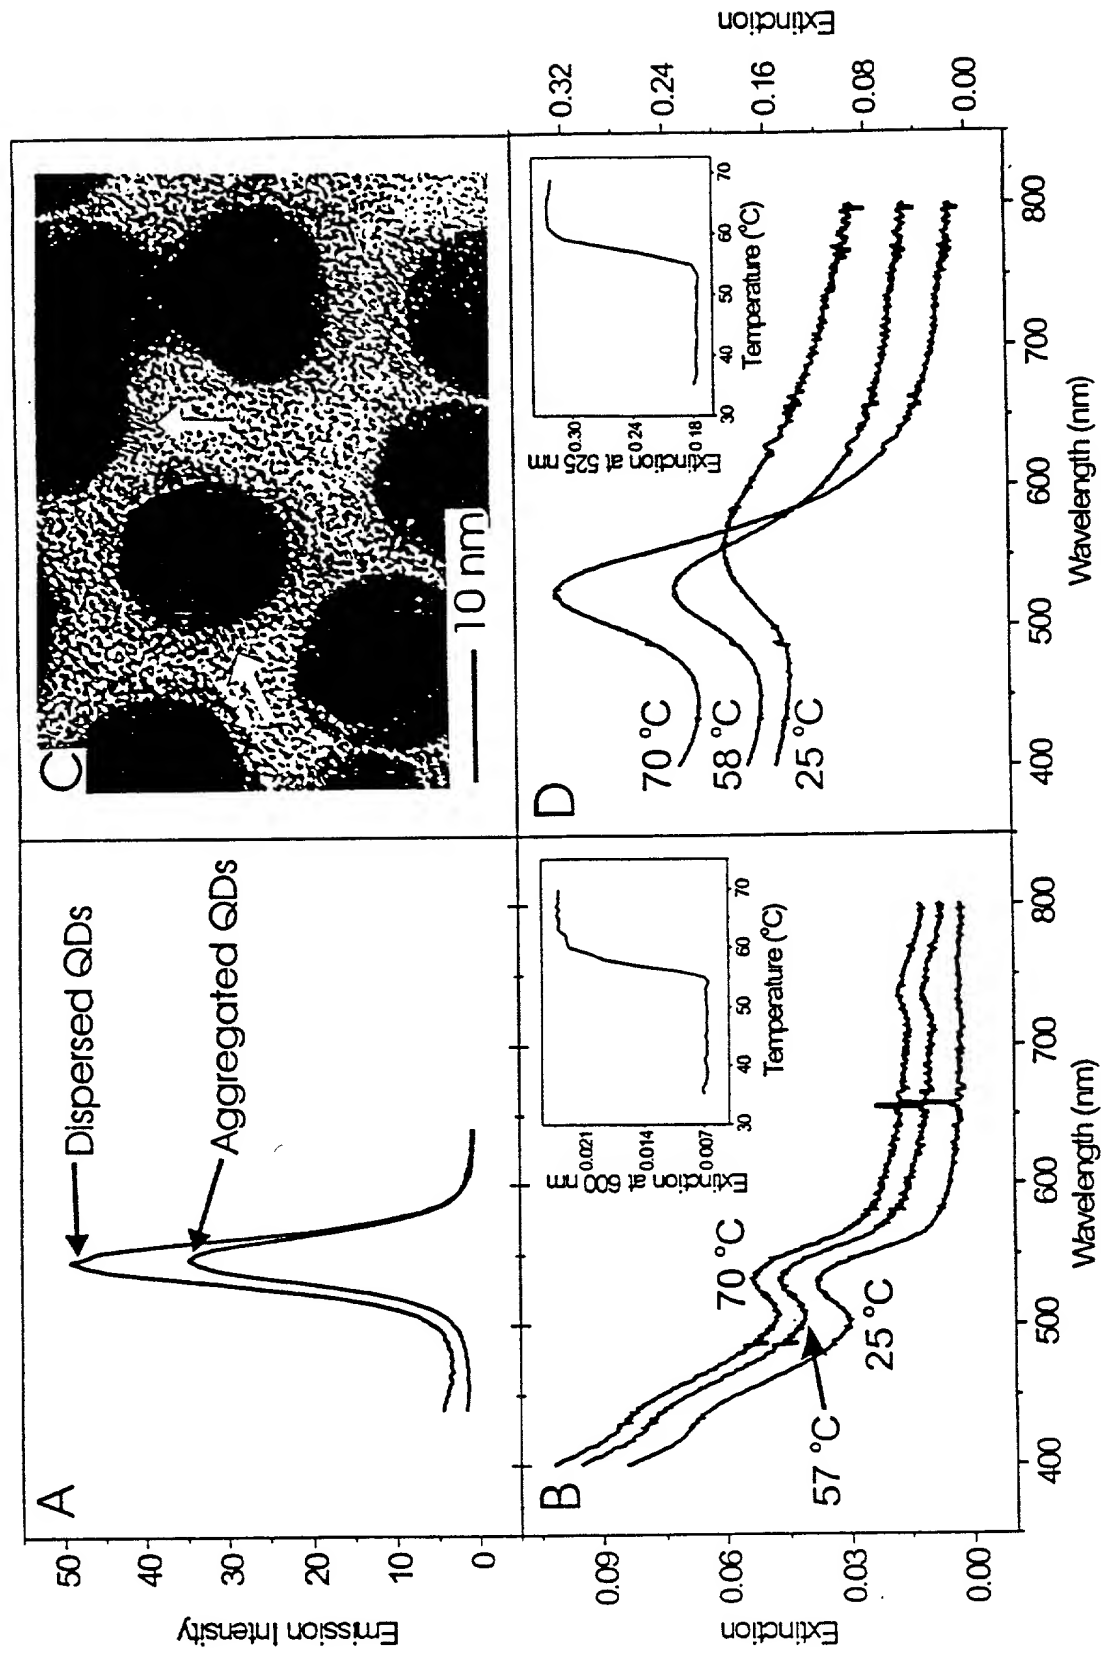 A
Dispersed QDs
Aggregated QDs
Emission Intensity
50
40
30
20
10
0
C
10 nm
B
70 °C
57 °C
25 °C
Extinction
0.09
0.06
0.03
0.00
400
500
600
700
800
Wavelength (nm)
Extinction at 600 nm
0.021
0.014
0.007
30
40
50
60
70
Temperature (°C)
D
70 °C
58 °C
25 °C
Extinction
0.32
0.24
0.16
0.08
0.00
400
500
600
700
800
Wavelength (nm)
Extinction at 525 nm
0.30
0.24
0.18
30
40
50
60
70
Temperature (°C)